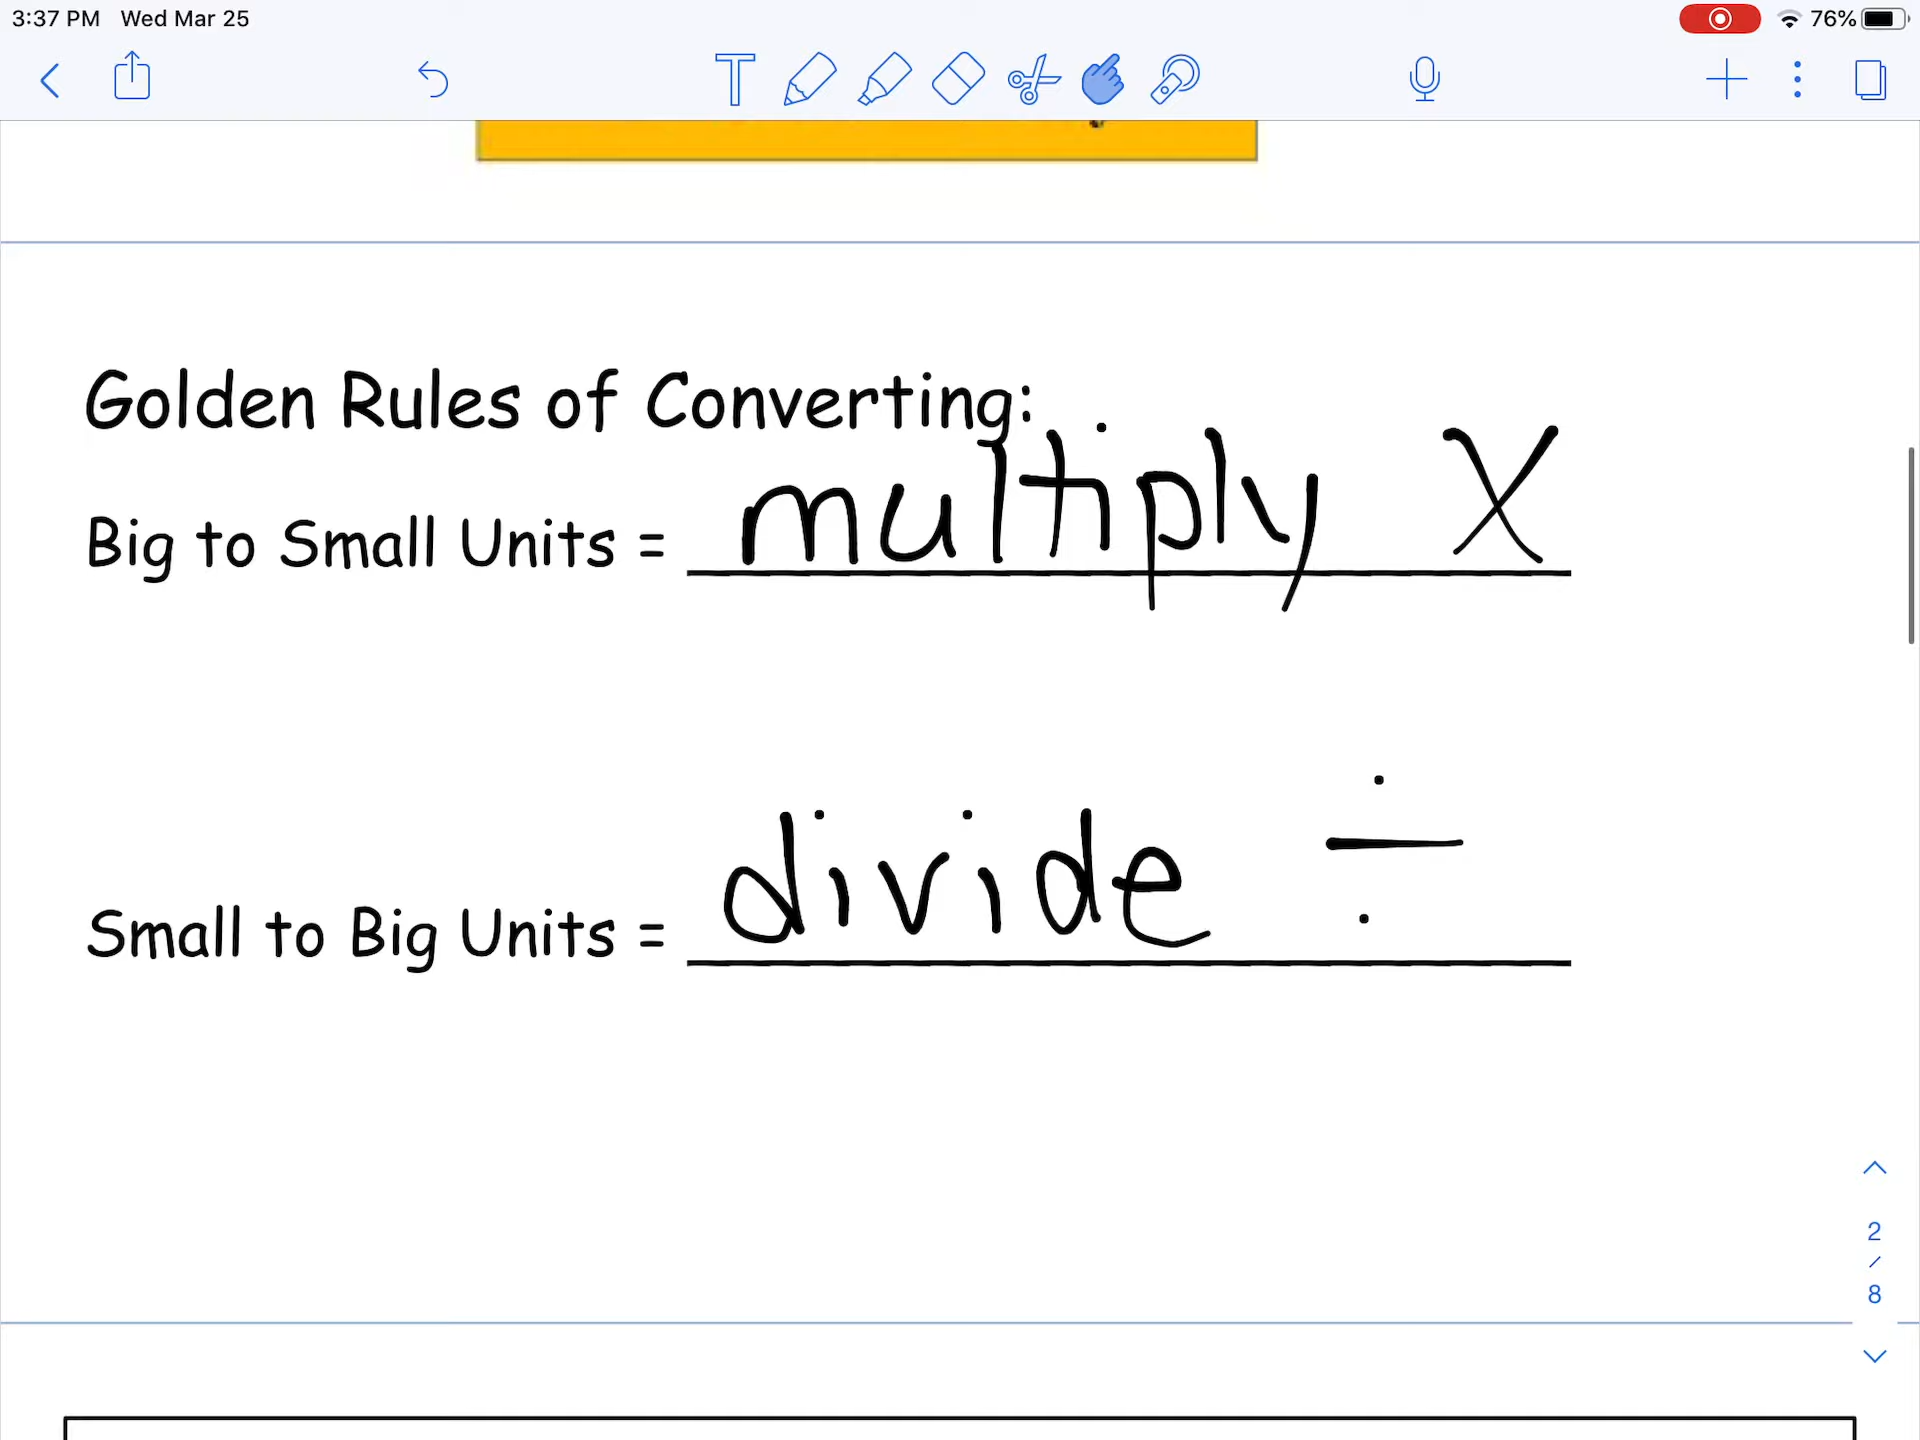 3:37 PM Wed Mar 25 76%
Golden Rules of Converting:
Big to Small Units = multiply X
Small to Big Units = divide ÷
2
/
8